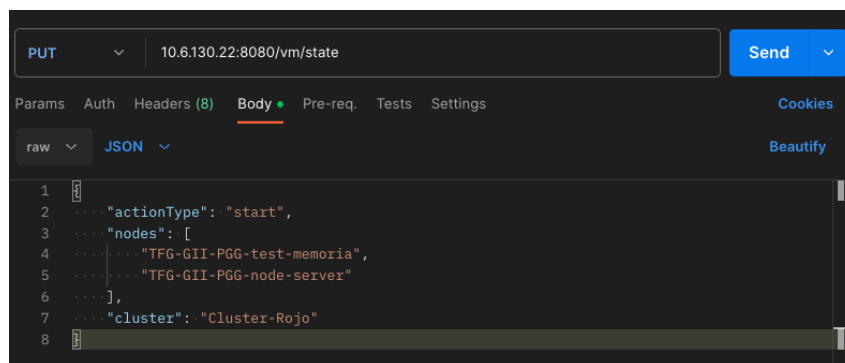 PUT 10.6.130.22:8080/vm/state Send
Params Auth Headers (8) Body Pre-req. Tests Settings Cookies
raw JSON Beautify
1 {
2 "actionType": "start",
3 "nodes": [
4 "TFG-GII-PGG-test-memoria",
5 "TFG-GII-PGG-node-server"
6 ],
7 "cluster": "Cluster-Rojo"
8 }